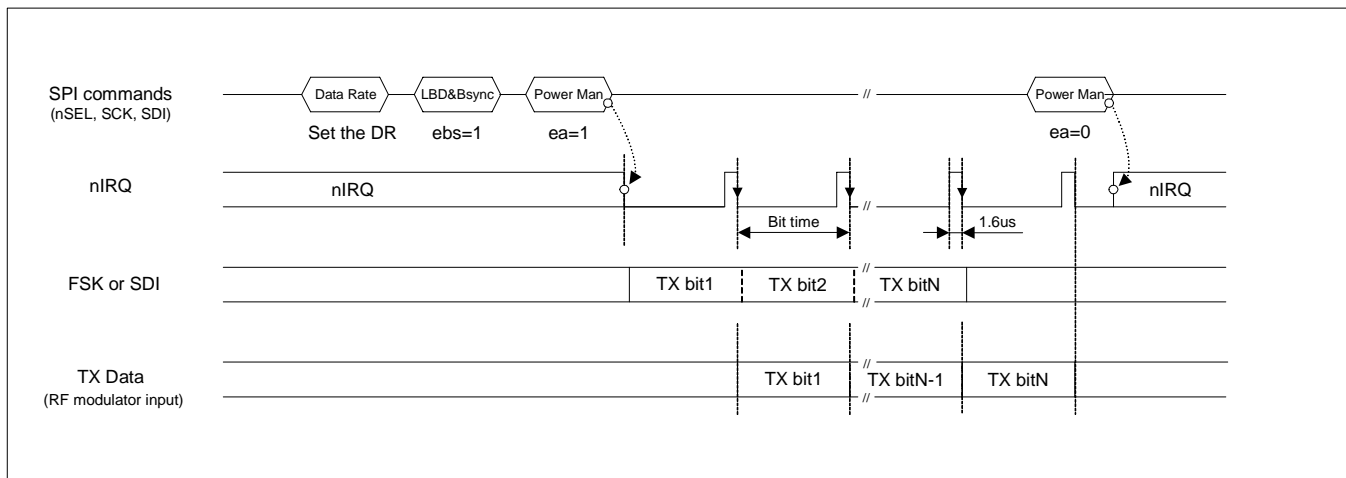 SPI commands
(nSEL, SCK, SDI)
Data Rate
LBD&Bsync
Power Man
//
Power Man
Set the DR
ebs=1
ea=1
ea=0
nIRQ
nIRQ
//
nIRQ
Bit time
1.6us
FSK or SDI
TX bit1
TX bit2
//
//
TX bitN
TX Data
(RF modulator input)
TX bit1
//
//
TX bitN-1
TX bitN